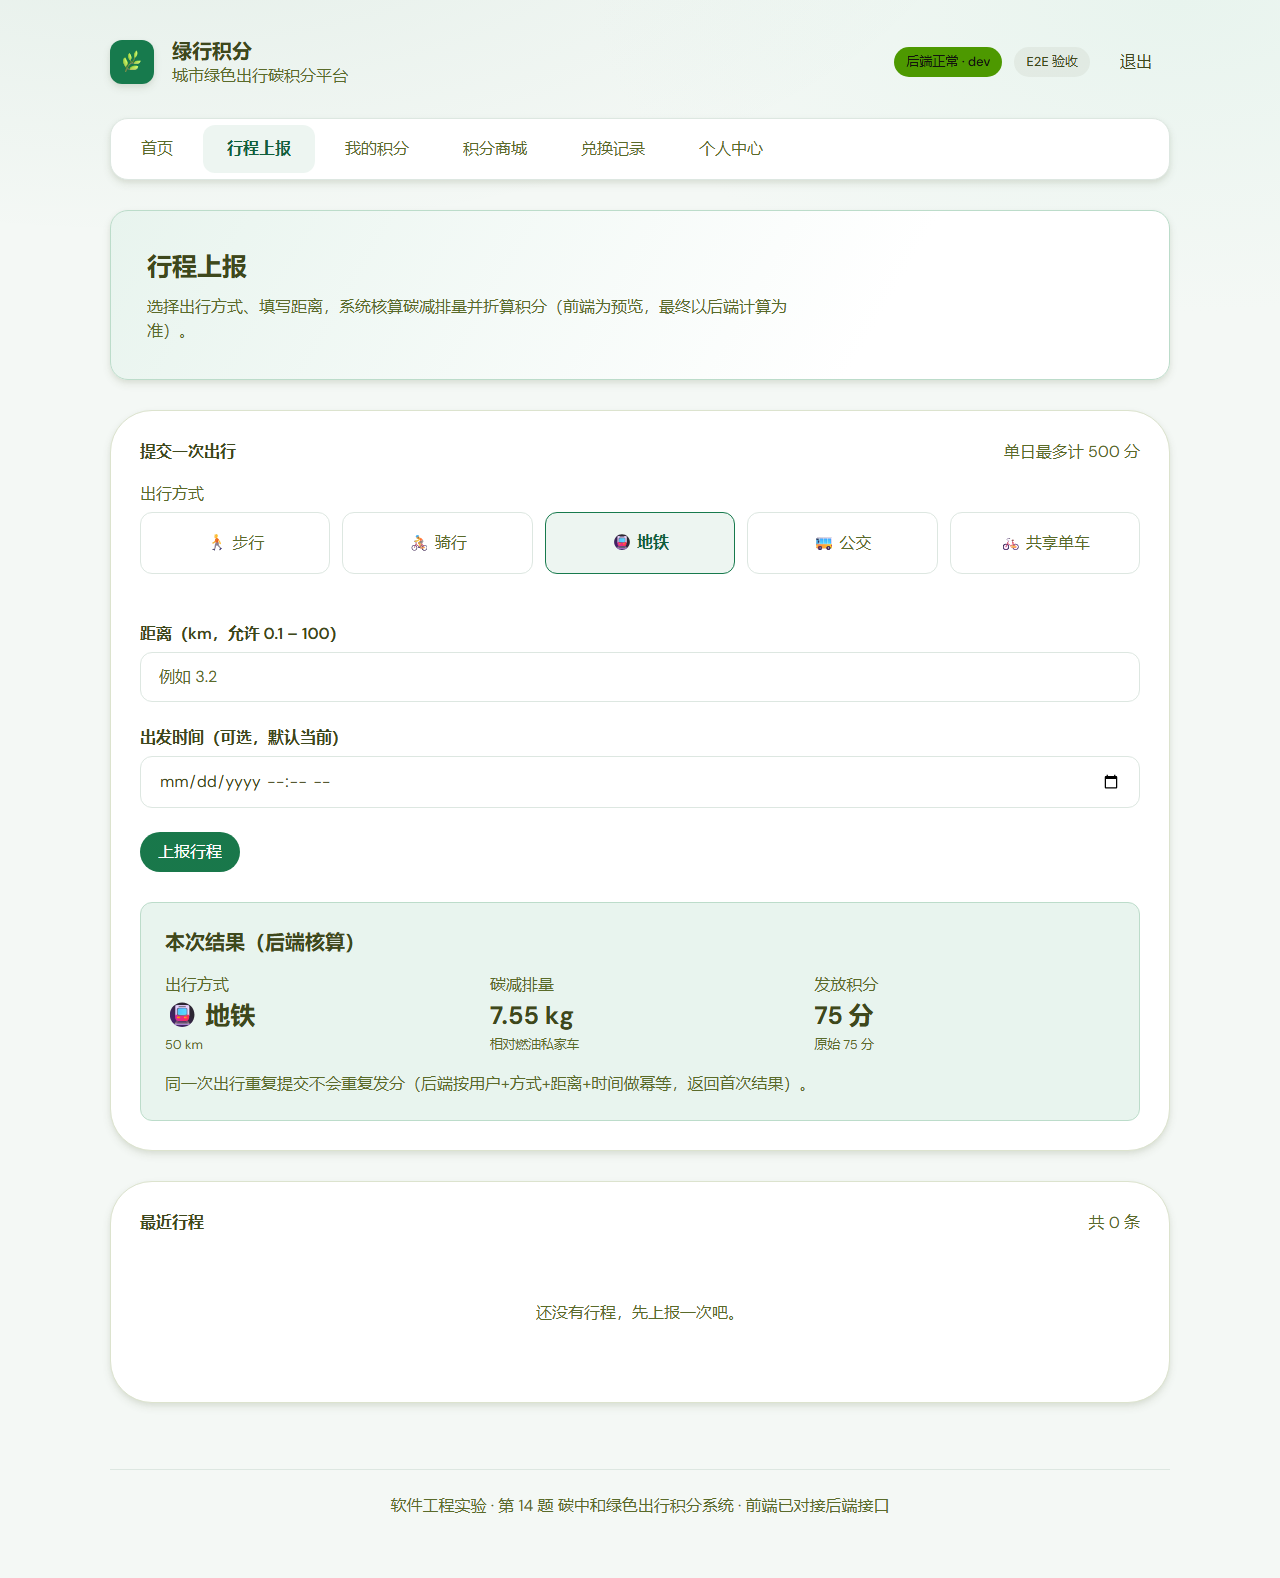 绿行积分
城市绿色出行碳积分平台
后端正常 · dev
E2E 验收
退出
首页
行程上报
我的积分
积分商城
兑换记录
个人中心
行程上报
选择出行方式、填写距离，系统核算碳减排量并折算积分（前端为预览，最终以后端计算为
准）。
提交一次出行
单日最多计 500 分
出行方式
步行
骑行
地铁
公交
共享单车
距离（km，允许 0.1 – 100）
例如 3.2
出发时间（可选，默认当前）
mm/dd/yyyy --:-- --
上报行程
本次结果（后端核算）
出行方式
碳减排量
发放积分
地铁
7.55 kg
75 分
50 km
相对燃油私家车
原始 75 分
同一次出行重复提交不会重复发分（后端按用户+方式+距离+时间做幂等，返回首次结果）。
最近行程
共 0 条
还没有行程，先上报一次吧。
软件工程实验 · 第 14 题 碳中和绿色出行积分系统 · 前端已对接后端接口